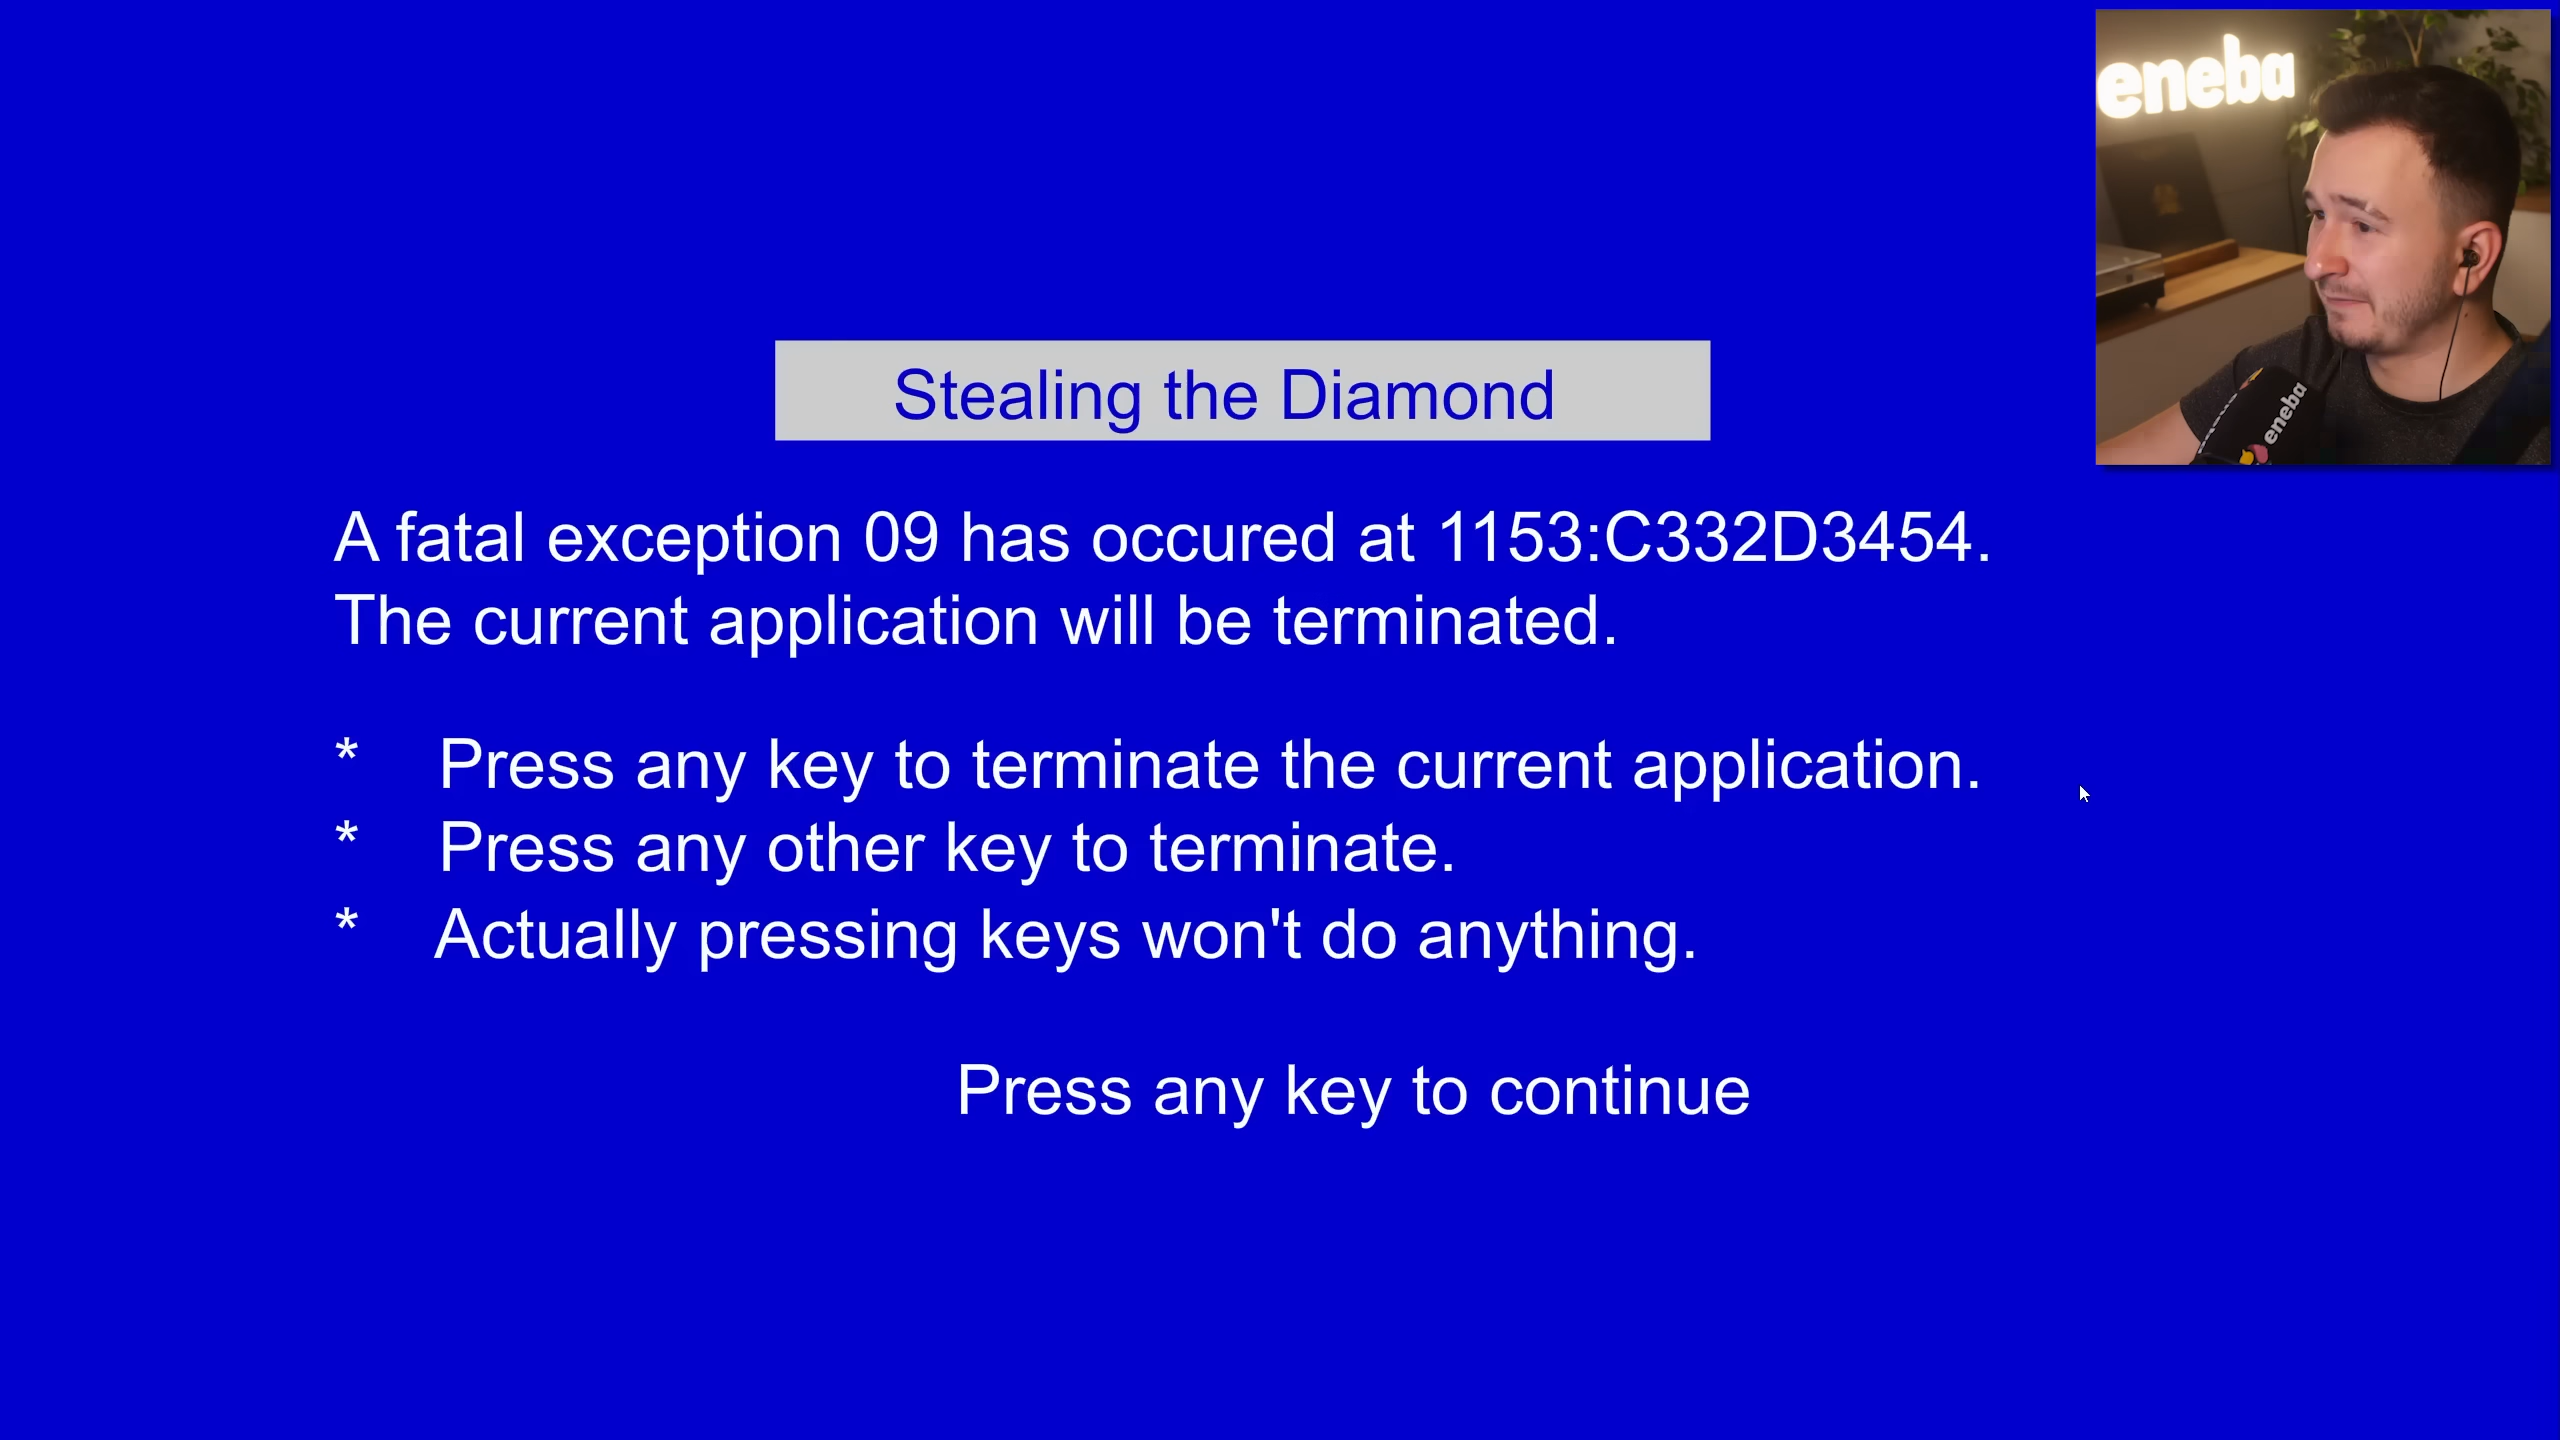 eneba
eneba
Stealing the Diamond
A fatal exception 09 has occured at 1153:C332D3454.
The current application will be terminated.
* Press any key to terminate the current application.
* Press any other key to terminate.
* Actually pressing keys won't do anything.
Press any key to continue